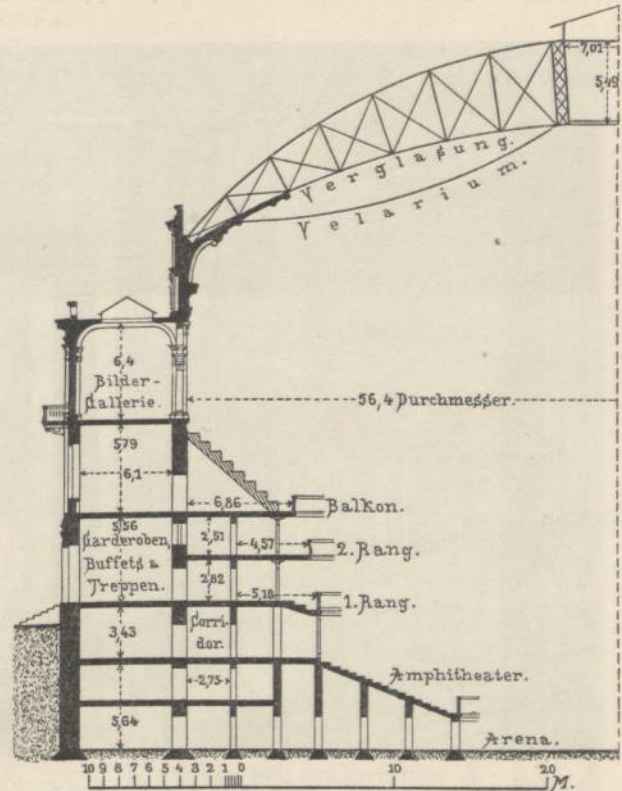 7,01
5,49
Verglasung.
Velarium.
6,4
Bilder-
Gallerie.
56,4 Durchmesser.
5,79
6,1
6,86
Balkon.
5,56
Garderoben,
Buffets &
Treppen.
2,51
4,57
2. Rang.
2,82
5,18
1. Rang.
3,43
Corri-
dor.
2,75
Amphitheater.
5,64
Arena.
10 9 8 7 6 5 4 3 2 1 0 10 20 M.